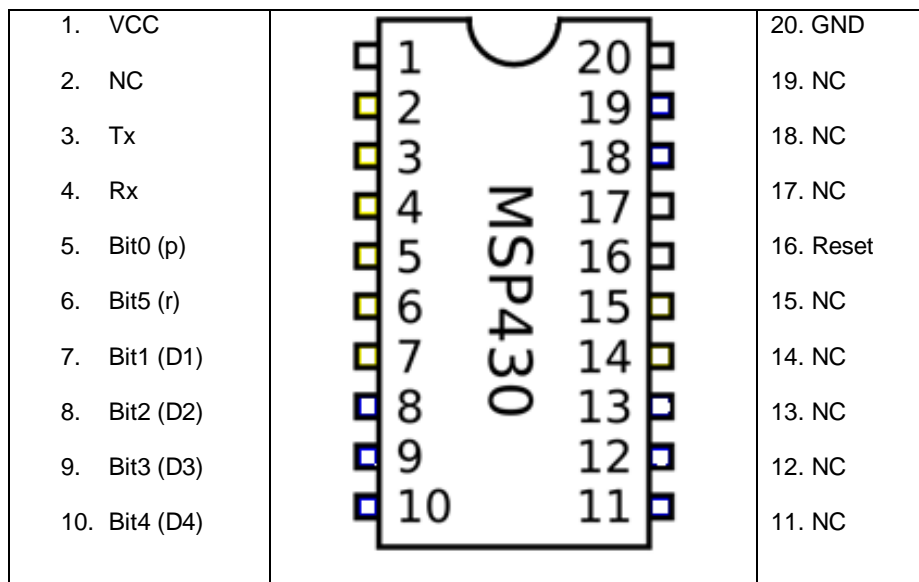 1. VCC
2. NC
3. Tx
4. Rx
5. Bit0 (p)
6. Bit5 (r)
7. Bit1 (D1)
8. Bit2 (D2)
9. Bit3 (D3)
10. Bit4 (D4)
1 20
2 19
3 18
4 17
5 16
6 15
7 14
8 13
9 12
10 11
MSP430
20. GND
19. NC
18. NC
17. NC
16. Reset
15. NC
14. NC
13. NC
12. NC
11. NC